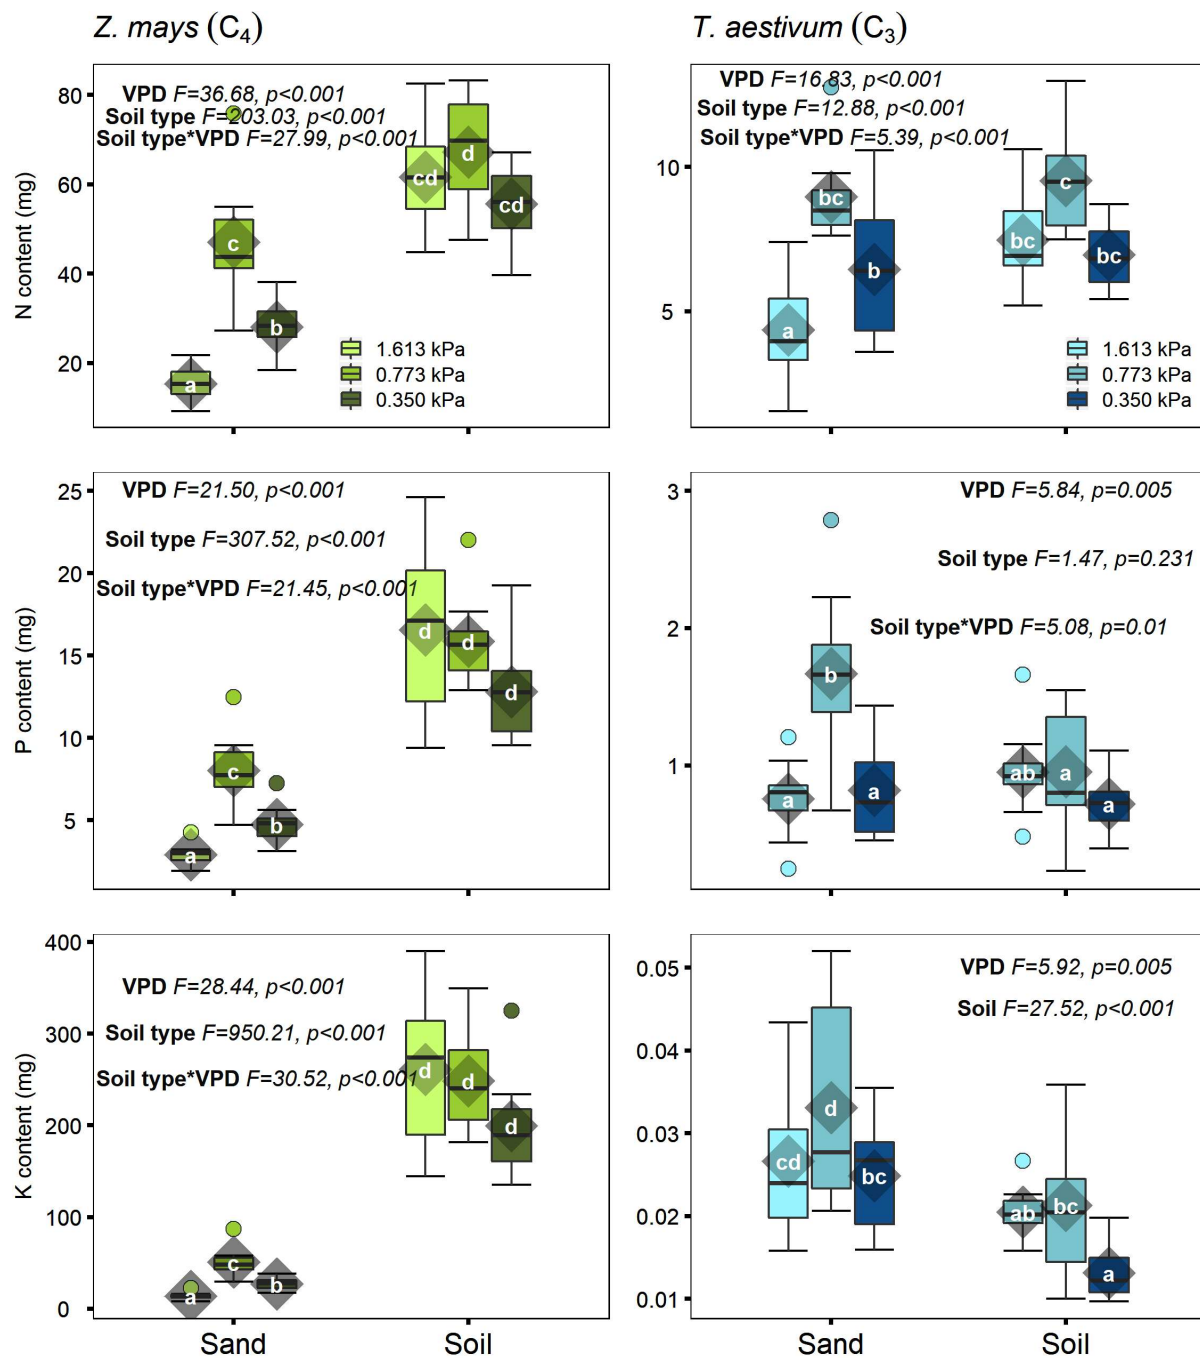 Z. mays (C4)
T. aestivum (C3)
N content (mg)
80
60
40
20
VPD F=36.68, p<0.001
Soil type F=203.03, p<0.001
Soil type*VPD F=27.99, p<0.001
a
c
b
cd
d
cd
1.613 kPa
0.773 kPa
0.350 kPa
10
5
VPD F=16.83, p<0.001
Soil type F=12.88, p<0.001
Soil type*VPD F=5.39, p<0.001
a
bc
b
bc
c
bc
1.613 kPa
0.773 kPa
0.350 kPa
P content (mg)
25
20
15
10
5
VPD F=21.50, p<0.001
Soil type F=307.52, p<0.001
Soil type*VPD F=21.45, p<0.001
a
c
b
d
d
d
3
2
1
VPD F=5.84, p=0.005
Soil type F=1.47, p=0.231
Soil type*VPD F=5.08, p=0.01
a
b
a
ab
a
a
K content (mg)
400
300
200
100
0
VPD F=28.44, p<0.001
Soil type F=950.21, p<0.001
Soil type*VPD F=30.52, p<0.001
a
c
b
d
d
d
Sand
Soil
0.05
0.04
0.03
0.02
0.01
VPD F=5.92, p=0.005
Soil F=27.52, p<0.001
cd
d
bc
ab
bc
a
Sand
Soil